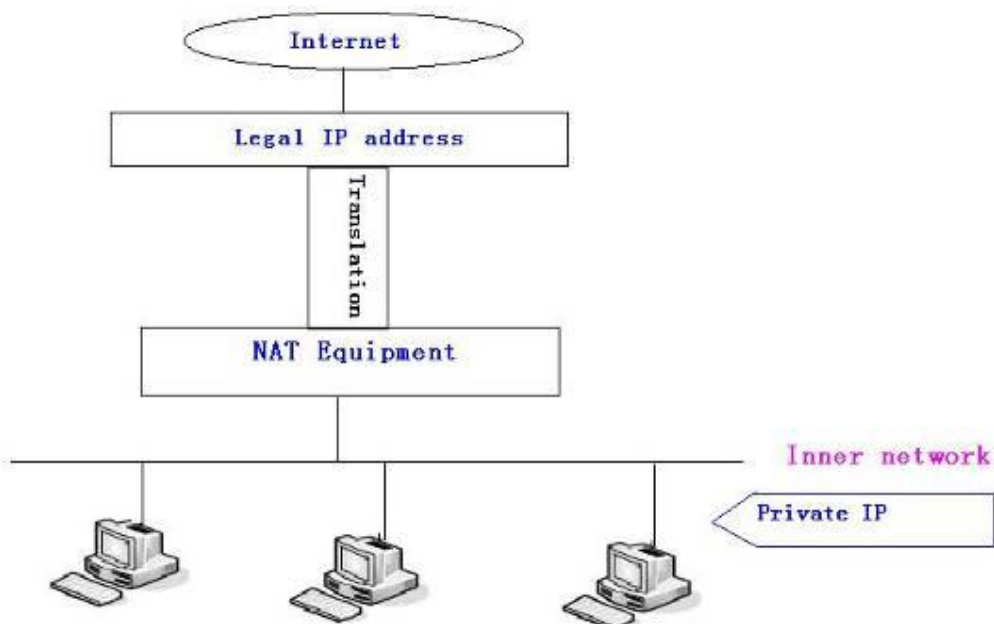 Internet
Legal IP address
Translation
NAT Equipment
Inner network
Private IP